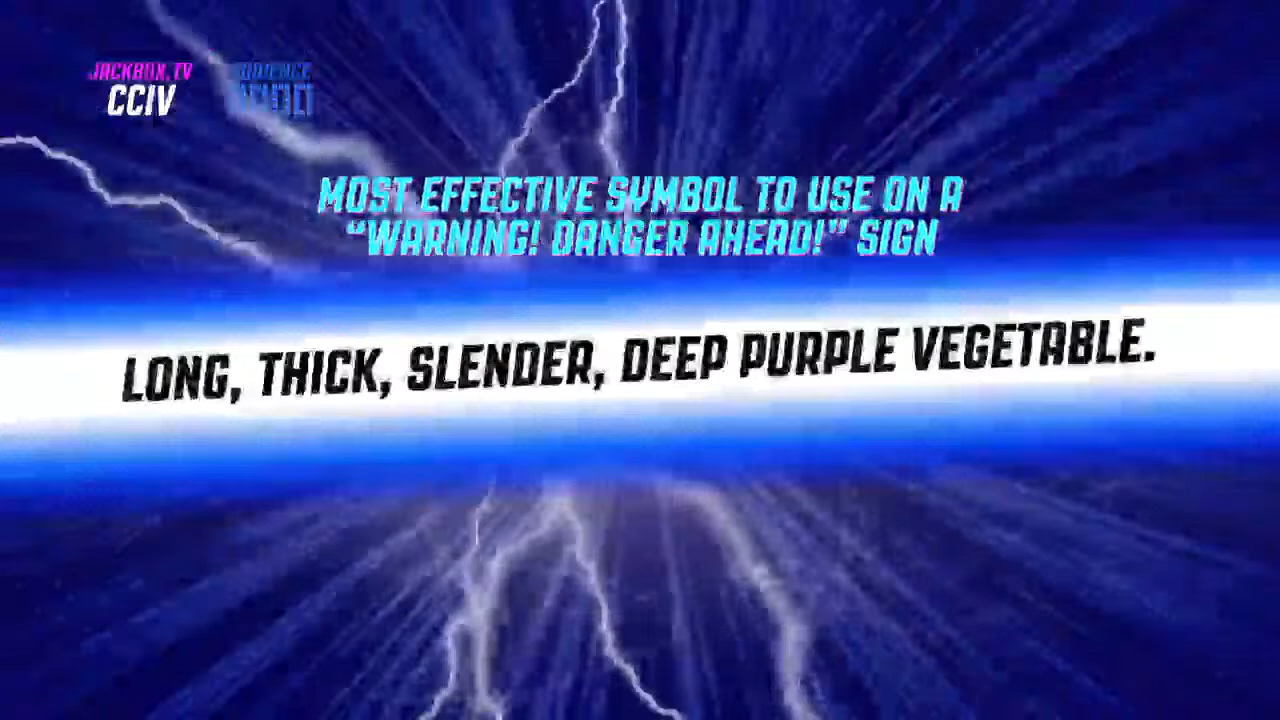 JACKBOX.TV
CCIV
AUDIENCE
MOST EFFECTIVE SYMBOL TO USE ON A
"WARNING! DANGER AHEAD!" SIGN
LONG, THICK, SLENDER, DEEP PURPLE VEGETABLE.